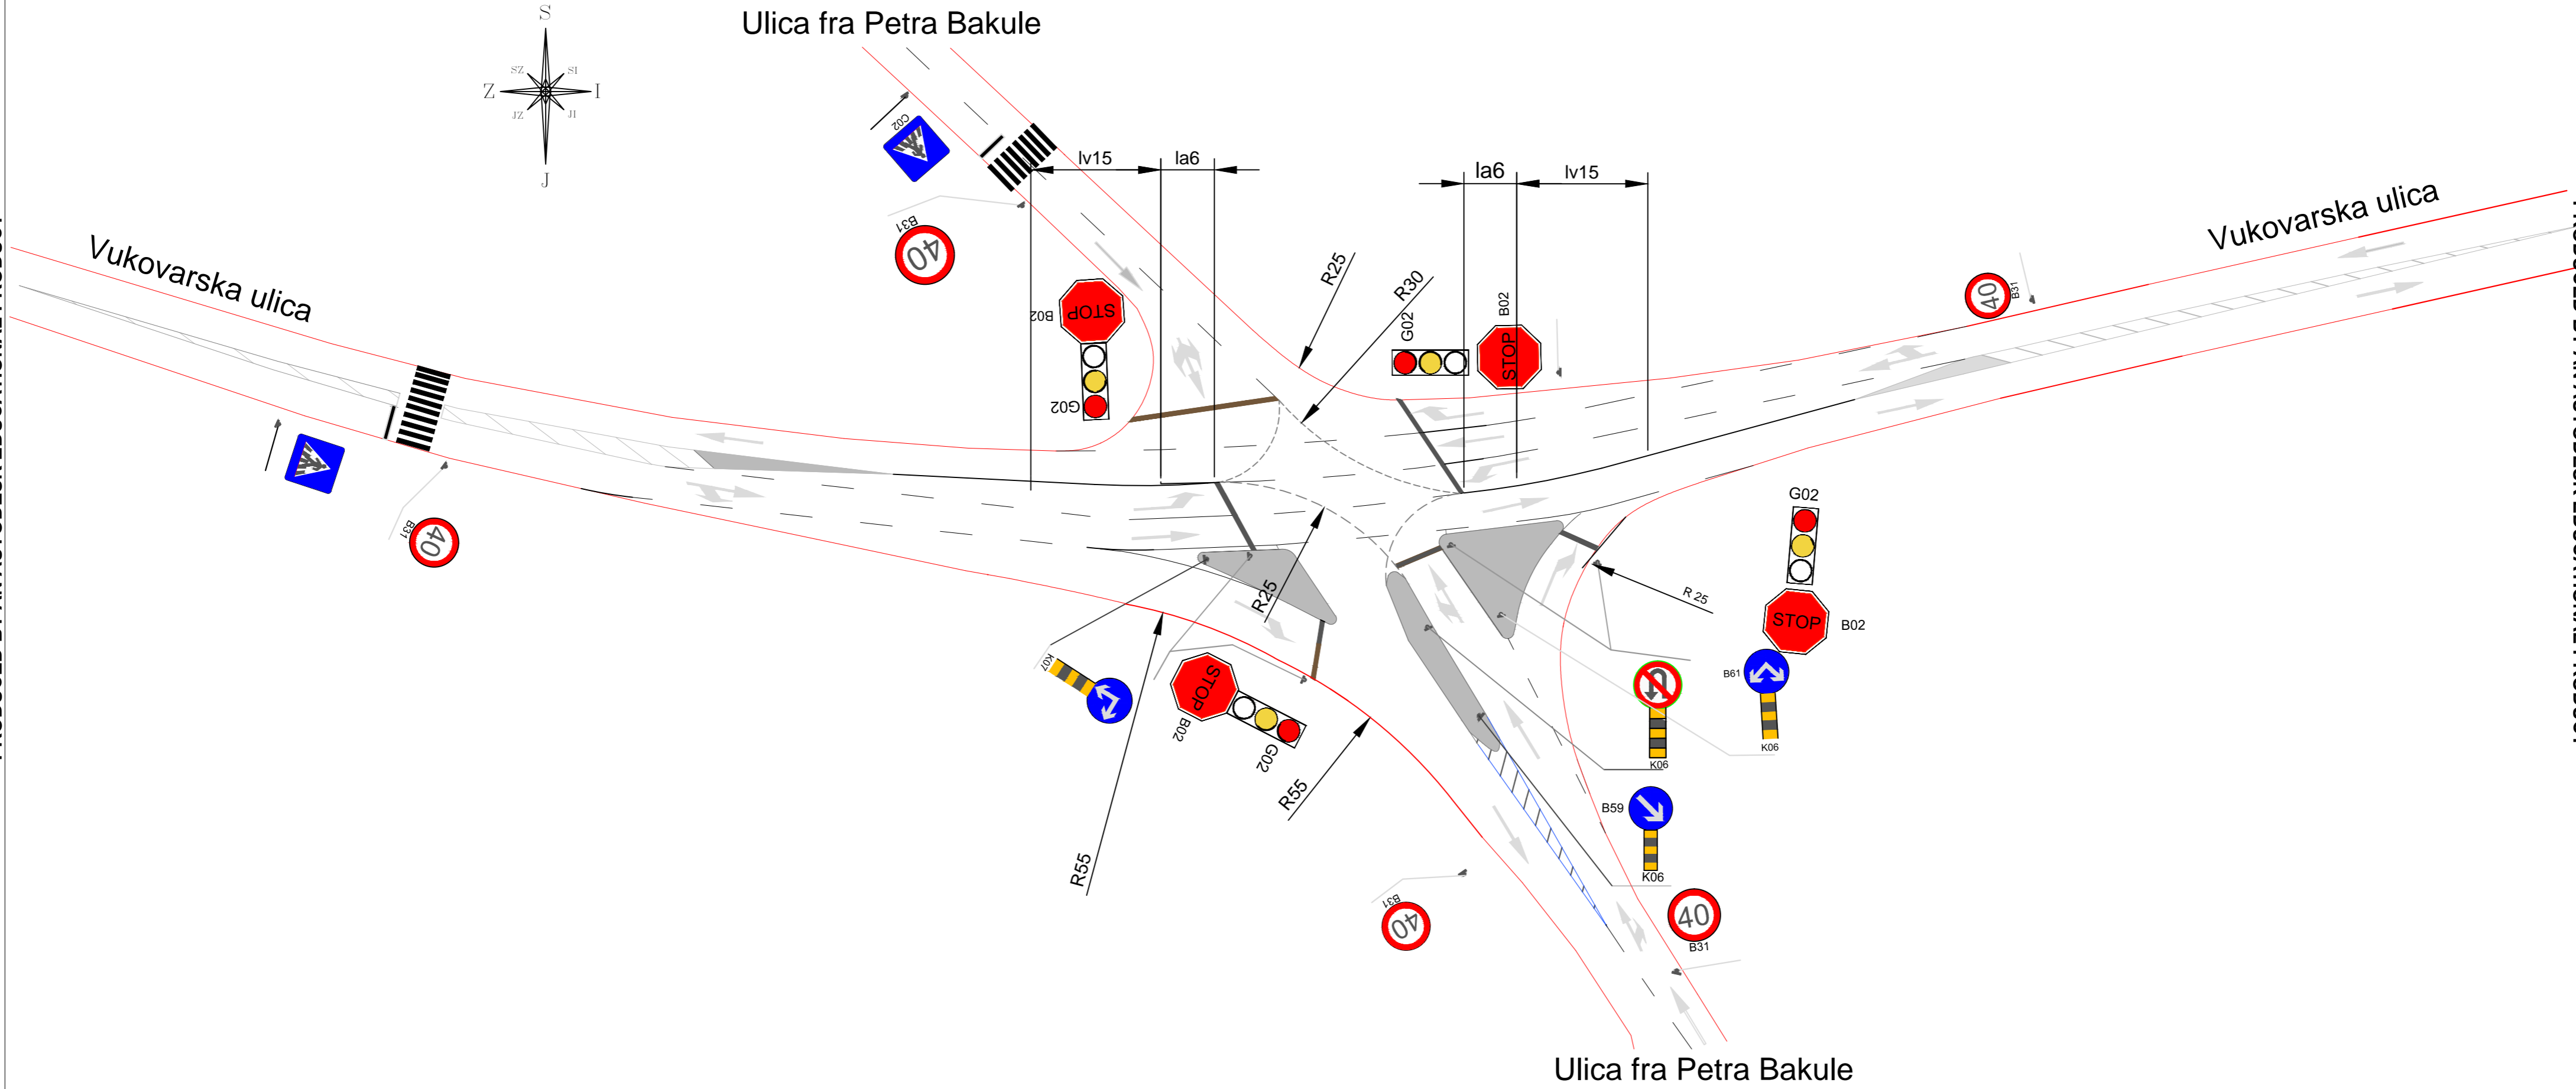 Ulica fra Petra Bakule
S
SZ
SI
Z
I
JZ
JI
J
C02
lv15
la6
la6
lv15
Vukovarska ulica
Vukovarska ulica
B31
40
R25
R30
B02
STOP
G02
G02
B02
STOP
40
B31
B31
40
G02
STOP
B02
R 25
R25
K07
STOP
B02
G02
R55
R55
B61
K06
K06
B59
K06
B31
40
40
B31
Ulica fra Petra Bakule